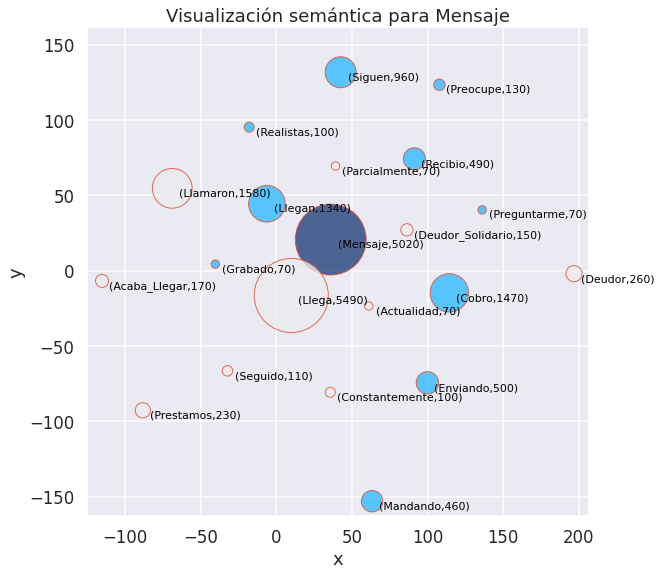 Visualización semántica para Mensaje
150
100
50
0
−50
−100
−150
y
(Siguen,960)
(Preocupe,130)
(Realistas,100)
(Recibio,490)
(Parcialmente,70)
(Llamaron,1580)
(Llegan,1340)
(Preguntarme,70)
(Deudor_Solidario,150)
(Mensaje,5020)
(Grabado,70)
(Deudor,260)
(Acaba_Llegar,170)
(Llega,5490)
(Cobro,1470)
(Actualidad,70)
(Seguido,110)
(Enviando,500)
(Constantemente,100)
(Prestamos,230)
(Mandando,460)
−100 −50 0 50 100 150 200
x